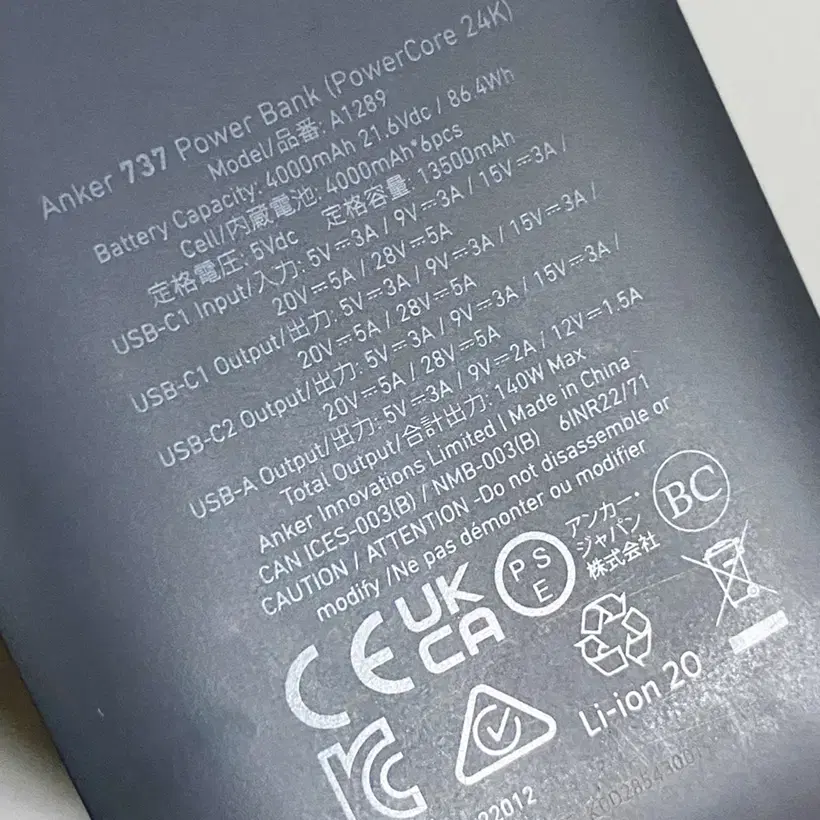 Anker 737 Power Bank (PowerCore 24K)
Model/品番: A1289
Battery Capacity: 4000mAh 21.6Vdc / 86.4Wh
Cell/内蔵電池: 4000mAh*6pcs
定格電圧: 5Vdc 定格容量: 13500mAh
USB-C1 Input/入力: 5V⎓3A / 9V⎓3A / 15V⎓3A /
20V⎓5A / 28V⎓5A
USB-C1 Output/出力: 5V⎓3A / 9V⎓3A / 15V⎓3A /
20V⎓5A / 28V⎓5A
USB-C2 Output/出力: 5V⎓3A / 9V⎓3A / 15V⎓3A /
20V⎓5A / 28V⎓5A
USB-A Output/出力: 5V⎓3A / 9V⎓2A / 12V⎓1.5A
Total Output/合計出力: 140W Max
Anker Innovations Limited | Made in China
CAN ICES-003(B) / NMB-003(B) 6INR22/71
CAUTION / ATTENTION -Do not disassemble or
modify /Ne pas démonter ou modifier
CE UK CA
PSE
アンカー・
ジャパン
株式会社
BC
Li-ion 20
22012